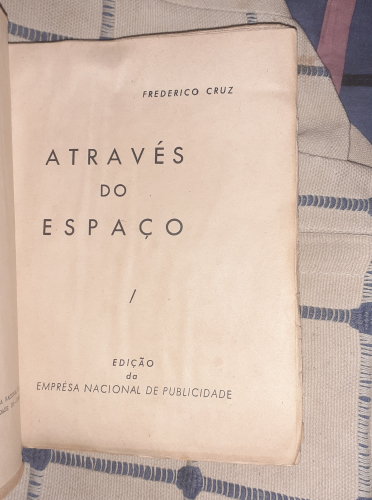 FREDERICO CRUZ
ATRAVÉS
DO
ESPAÇO
/
EDIÇÃO
da
EMPRÊSA NACIONAL DE PUBLICIDADE